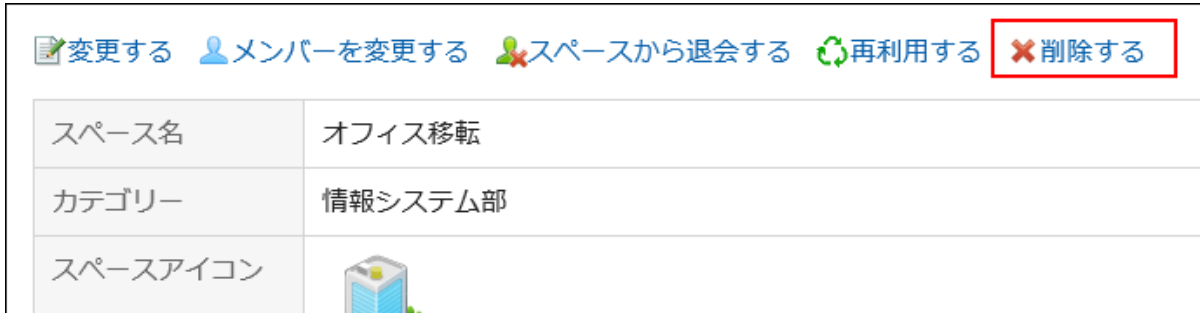 変更する メンバーを変更する スペースから退会する 再利用する 削除する
スペース名 オフィス移転
カテゴリー 情報システム部
スペースアイコン